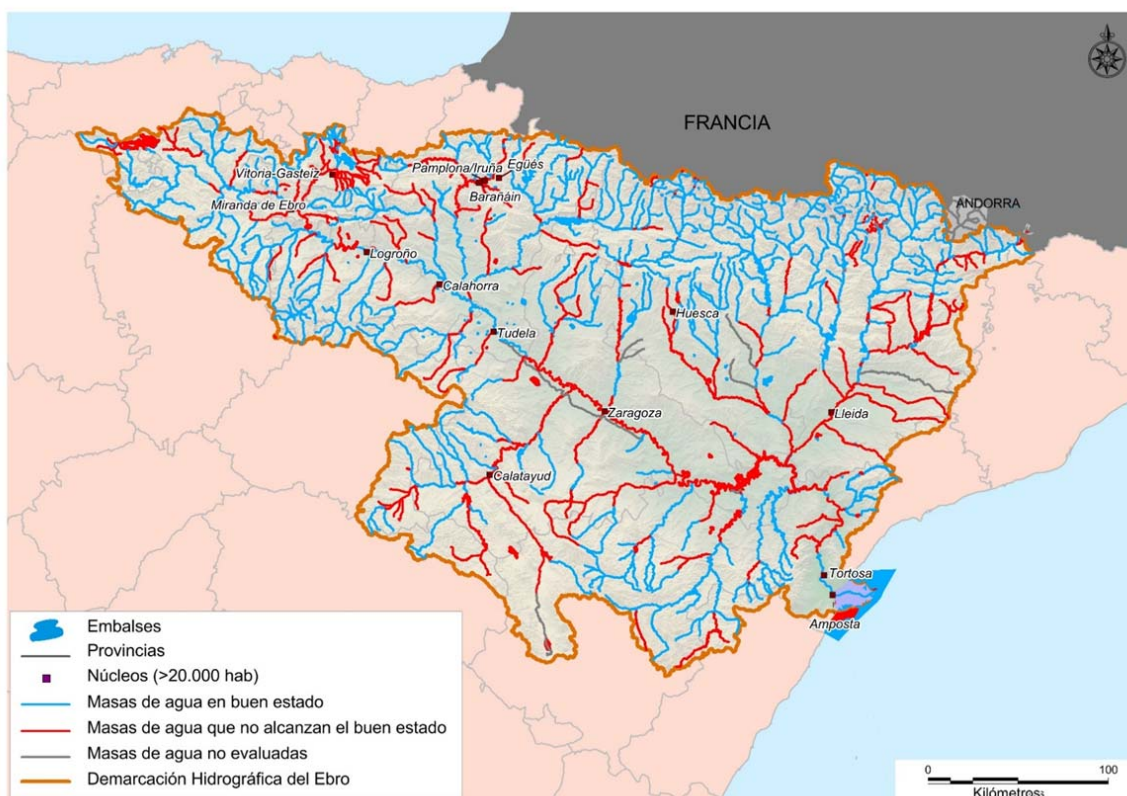 FRANCIA
ANDORRA
Egüés
Pamplona/Iruña
Vitoria-Gasteiz
Barañáin
Miranda de Ebro
Logroño
Calahorra
Huesca
Tudela
Zaragoza
Lleida
Calatayud
Tortosa
Amposta
Embalses
Provincias
Núcleos (>20.000 hab)
Masas de agua en buen estado
Masas de agua que no alcanzan el buen estado
Masas de agua no evaluadas
Demarcación Hidrográfica del Ebro
0 100
Kilómetros